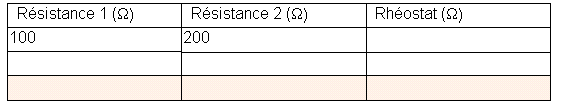 Résistance 1 (Ω) Résistance 2 (Ω) Rhéostat (Ω)
100 200